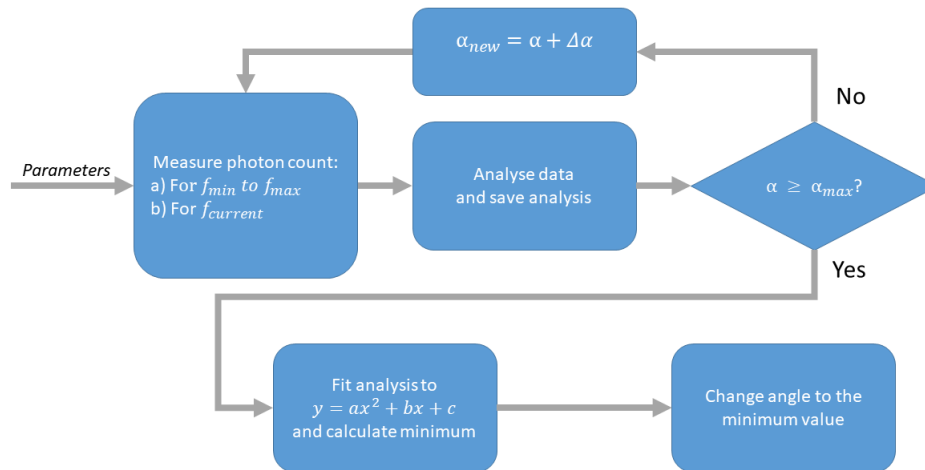 α_new = α + Δα
No
Parameters
Measure photon count:
a) For f_min to f_max
b) For f_current
Analyse data
and save analysis
α ≥ α_max?
Yes
Fit analysis to
y = ax² + bx + c
and calculate minimum
Change angle to the
minimum value